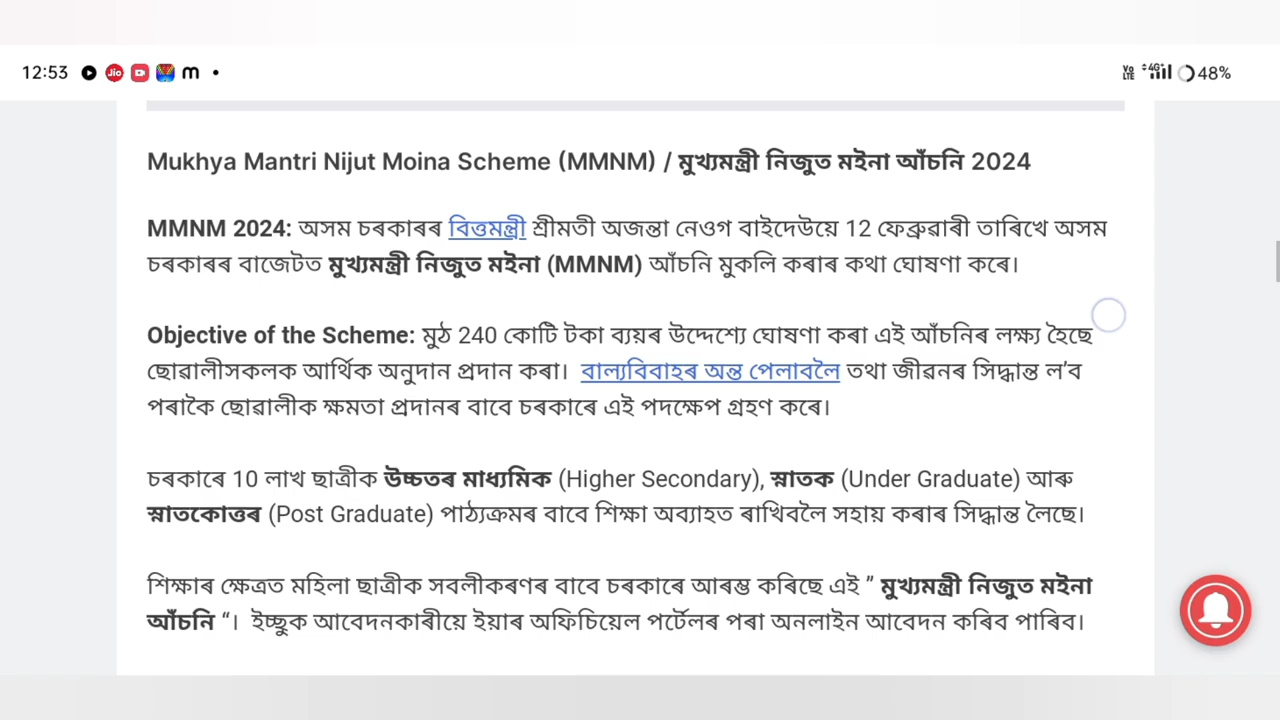 12:53 Jio m • Vo LTE 4G+ 48%
Mukhya Mantri Nijut Moina Scheme (MMNM) / মুখ্যমন্ত্ৰী নিজুত মইনা আঁচনি 2024
MMNM 2024: অসম চৰকাৰৰ বিত্তমন্ত্ৰী শ্ৰীমতী অজন্তা নেওগ বাইদেউয়ে 12 ফেব্ৰুৱাৰী তাৰিখে অসম
চৰকাৰৰ বাজেটত মুখ্যমন্ত্ৰী নিজুত মইনা (MMNM) আঁচনি মুকলি কৰাৰ কথা ঘোষণা কৰে।
Objective of the Scheme: মুঠ 240 কোটি টকা ব্যয়ৰ উদ্দেশ্যে ঘোষণা কৰা এই আঁচনিৰ লক্ষ্য হৈছে
ছোৱালীসকলক আৰ্থিক অনুদান প্ৰদান কৰা। বাল্যবিবাহৰ অন্ত পেলাবলৈ তথা জীৱনৰ সিদ্ধান্ত ল'ব
পৰাকৈ ছোৱালীক ক্ষমতা প্ৰদানৰ বাবে চৰকাৰে এই পদক্ষেপ গ্ৰহণ কৰে।
চৰকাৰে 10 লাখ ছাত্ৰীক উচ্চতৰ মাধ্যমিক (Higher Secondary), স্নাতক (Under Graduate) আৰু
স্নাতকোত্তৰ (Post Graduate) পাঠ্যক্ৰমৰ বাবে শিক্ষা অব্যাহত ৰাখিবলৈ সহায় কৰাৰ সিদ্ধান্ত লৈছে।
শিক্ষাৰ ক্ষেত্ৰত মহিলা ছাত্ৰীক সবলীকৰণৰ বাবে চৰকাৰে আৰম্ভ কৰিছে এই ” মুখ্যমন্ত্ৰী নিজুত মইনা
আঁচনি “। ইচ্ছুক আবেদনকাৰীয়ে ইয়াৰ অফিচিয়েল পৰ্টেলৰ পৰা অনলাইন আবেদন কৰিব পাৰিব।